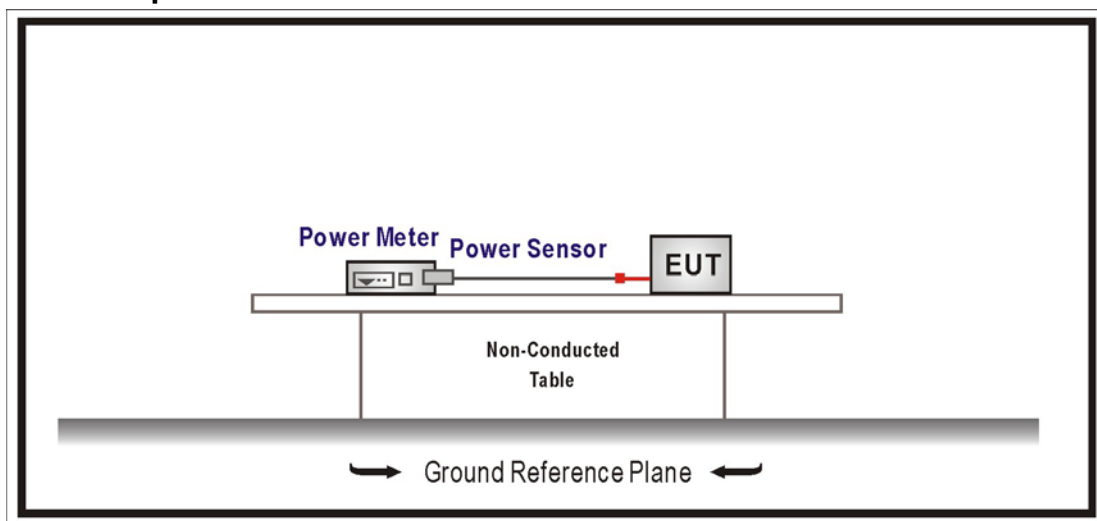 Power Meter
Power Sensor
EUT
Non-Conducted
Table
Ground Reference Plane